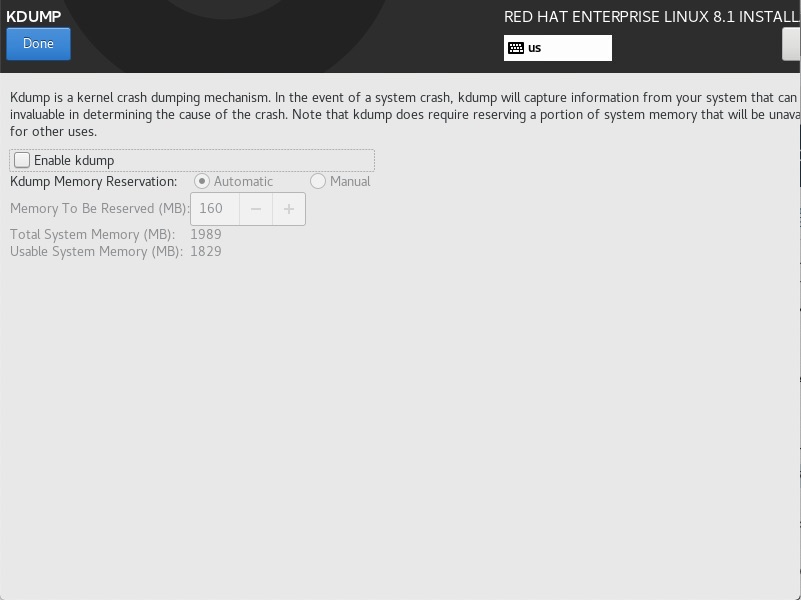 KDUMP
RED HAT ENTERPRISE LINUX 8.1 INSTALL
Done
us
Kdump is a kernel crash dumping mechanism. In the event of a system crash, kdump will capture information from your system that can
invaluable in determining the cause of the crash. Note that kdump does require reserving a portion of system memory that will be unava
for other uses.
Enable kdump
Kdump Memory Reservation: Automatic Manual
Memory To Be Reserved (MB): 160 − +
Total System Memory (MB): 1989
Usable System Memory (MB): 1829